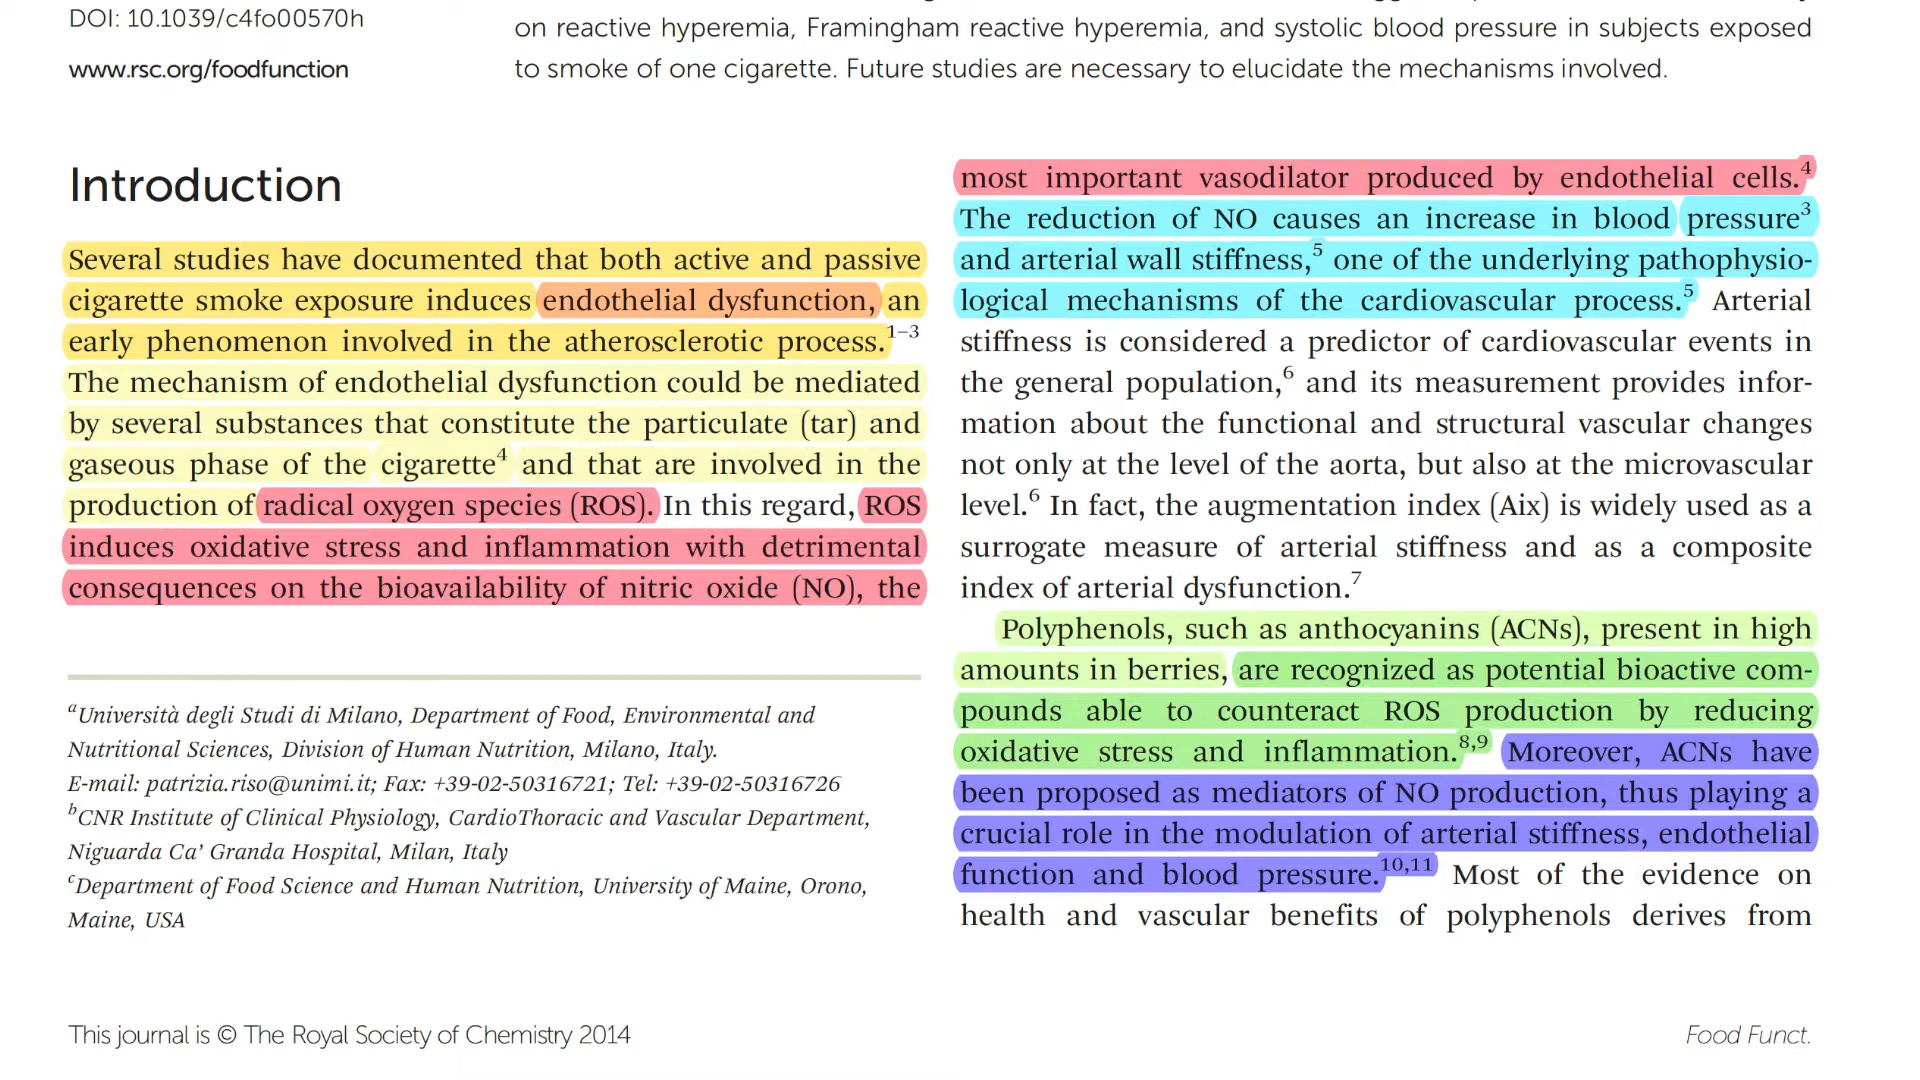 DOI: 10.1039/c4fo00570h
www.rsc.org/foodfunction
on reactive hyperemia, Framingham reactive hyperemia, and systolic blood pressure in subjects exposed
to smoke of one cigarette. Future studies are necessary to elucidate the mechanisms involved.
Introduction
Several studies have documented that both active and passive
cigarette smoke exposure induces endothelial dysfunction, an
early phenomenon involved in the atherosclerotic process.1–3
The mechanism of endothelial dysfunction could be mediated
by several substances that constitute the particulate (tar) and
gaseous phase of the cigarette4 and that are involved in the
production of radical oxygen species (ROS). In this regard, ROS
induces oxidative stress and inflammation with detrimental
consequences on the bioavailability of nitric oxide (NO), the
aUniversità degli Studi di Milano, Department of Food, Environmental and
Nutritional Sciences, Division of Human Nutrition, Milano, Italy.
E-mail: patrizia.riso@unimi.it; Fax: +39-02-50316721; Tel: +39-02-50316726
bCNR Institute of Clinical Physiology, CardioThoracic and Vascular Department,
Niguarda Ca’ Granda Hospital, Milan, Italy
cDepartment of Food Science and Human Nutrition, University of Maine, Orono,
Maine, USA
most important vasodilator produced by endothelial cells.4
The reduction of NO causes an increase in blood pressure3
and arterial wall stiffness,5 one of the underlying pathophysio-
logical mechanisms of the cardiovascular process.5 Arterial
stiffness is considered a predictor of cardiovascular events in
the general population,6 and its measurement provides infor-
mation about the functional and structural vascular changes
not only at the level of the aorta, but also at the microvascular
level.6 In fact, the augmentation index (Aix) is widely used as a
surrogate measure of arterial stiffness and as a composite
index of arterial dysfunction.7
Polyphenols, such as anthocyanins (ACNs), present in high
amounts in berries, are recognized as potential bioactive com-
pounds able to counteract ROS production by reducing
oxidative stress and inflammation.8,9 Moreover, ACNs have
been proposed as mediators of NO production, thus playing a
crucial role in the modulation of arterial stiffness, endothelial
function and blood pressure.10,11 Most of the evidence on
health and vascular benefits of polyphenols derives from
This journal is © The Royal Society of Chemistry 2014
Food Funct.